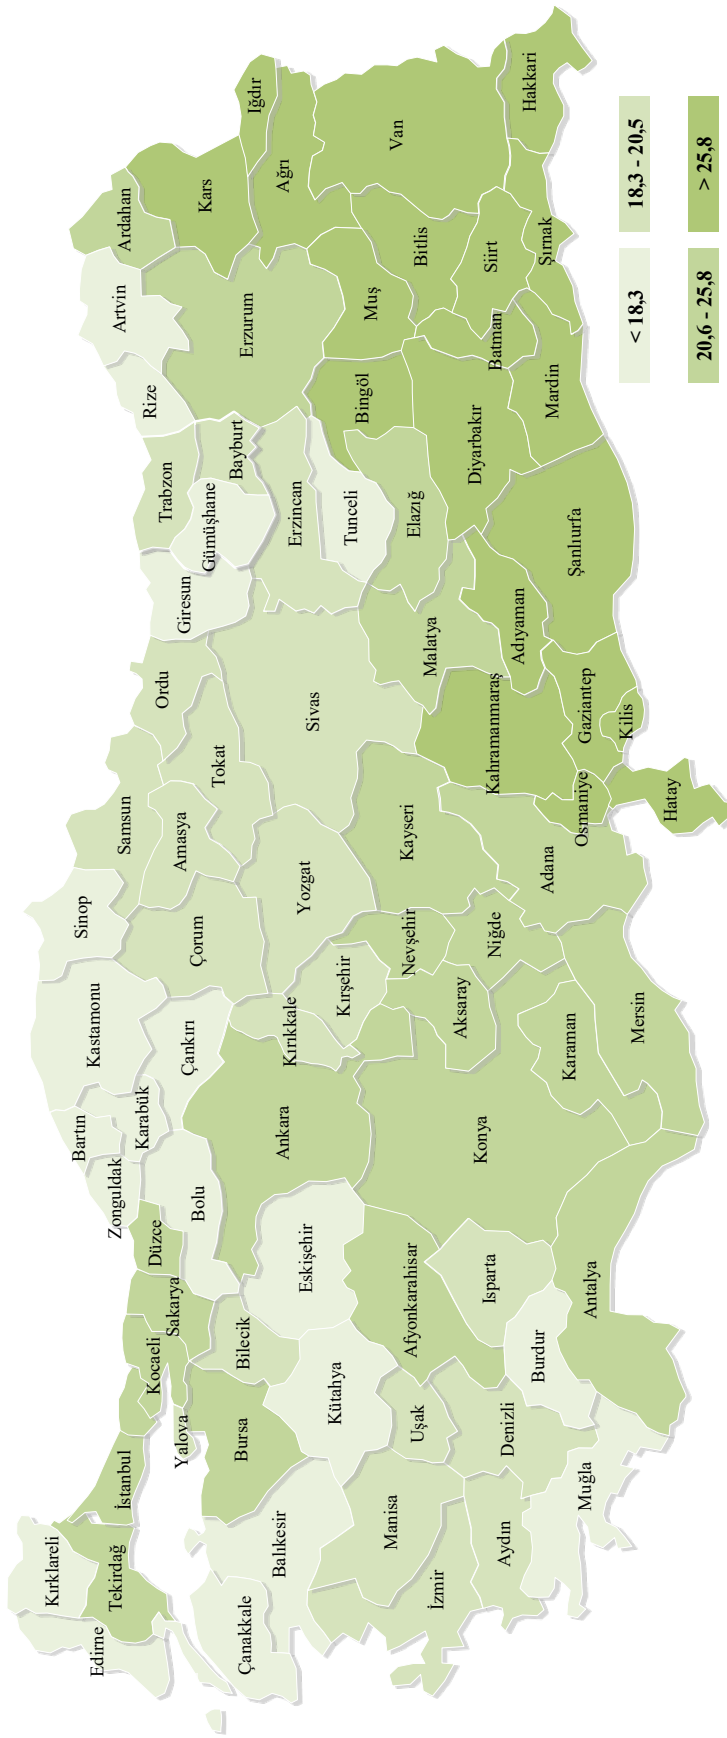 Kırklareli
Edirne
Tekirdağ
İstanbul
Kocaeli
Yalova
Sakarya
Düzce
Zonguldak
Bartın
Karabük
Kastamonu
Sinop
Samsun
Ordu
Giresun
Trabzon
Rize
Artvin
Ardahan
Çanakkale
Balıkesir
Bursa
Bilecik
Bolu
Çankırı
Çorum
Amasya
Tokat
Gümüşhane
Bayburt
Erzurum
Kars
Iğdır
Ağrı
Kütahya
Eskişehir
Ankara
Kırıkkale
Kırşehir
Yozgat
Sivas
Erzincan
Tunceli
Bingöl
Muş
Bitlis
Van
Hakkari
Manisa
İzmir
Uşak
Afyonkarahisar
Aydın
Denizli
Isparta
Burdur
Muğla
Antalya
Konya
Aksaray
Nevşehir
Niğde
Kayseri
Karaman
Mersin
Adana
Kahramanmaraş
Osmaniye
Hatay
Gaziantep
Kilis
Malatya
Adıyaman
Elazığ
Diyarbakır
Şanlıurfa
Mardin
Batman
Siirt
Şırnak
< 18,3
18,3 - 20,5
20,6 - 25,8
> 25,8